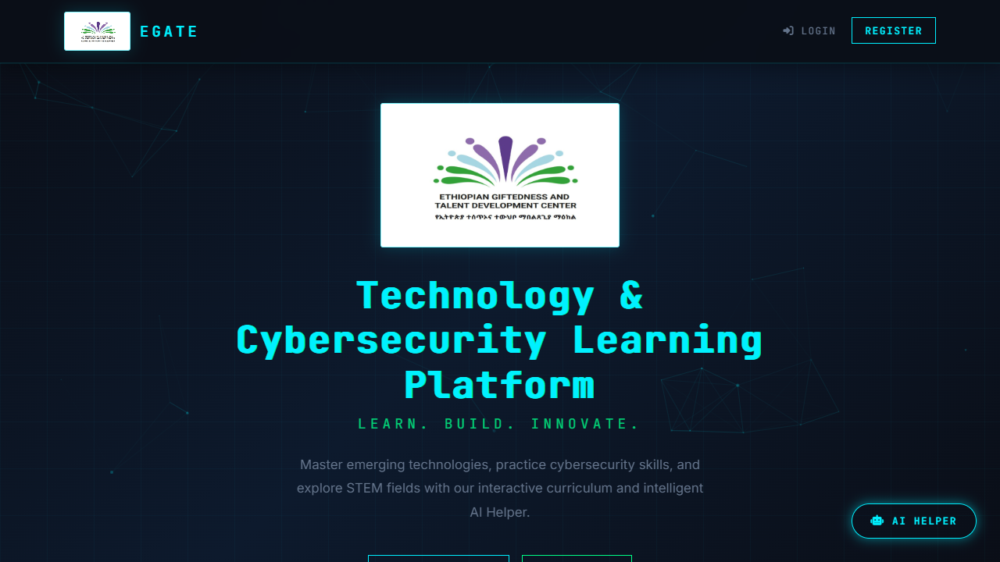 EGATE
LOGIN
REGISTER
ETHIOPIAN GIFTEDNESS AND
TALENT DEVELOPMENT CENTER
የኢትዮጵያ ተሰጥኦና ተውህቦ ማበልጸጊያ ማዕከል
Technology &
Cybersecurity Learning
Platform
LEARN. BUILD. INNOVATE.
Master emerging technologies, practice cybersecurity skills, and
explore STEM fields with our interactive curriculum and intelligent
AI Helper.
AI HELPER